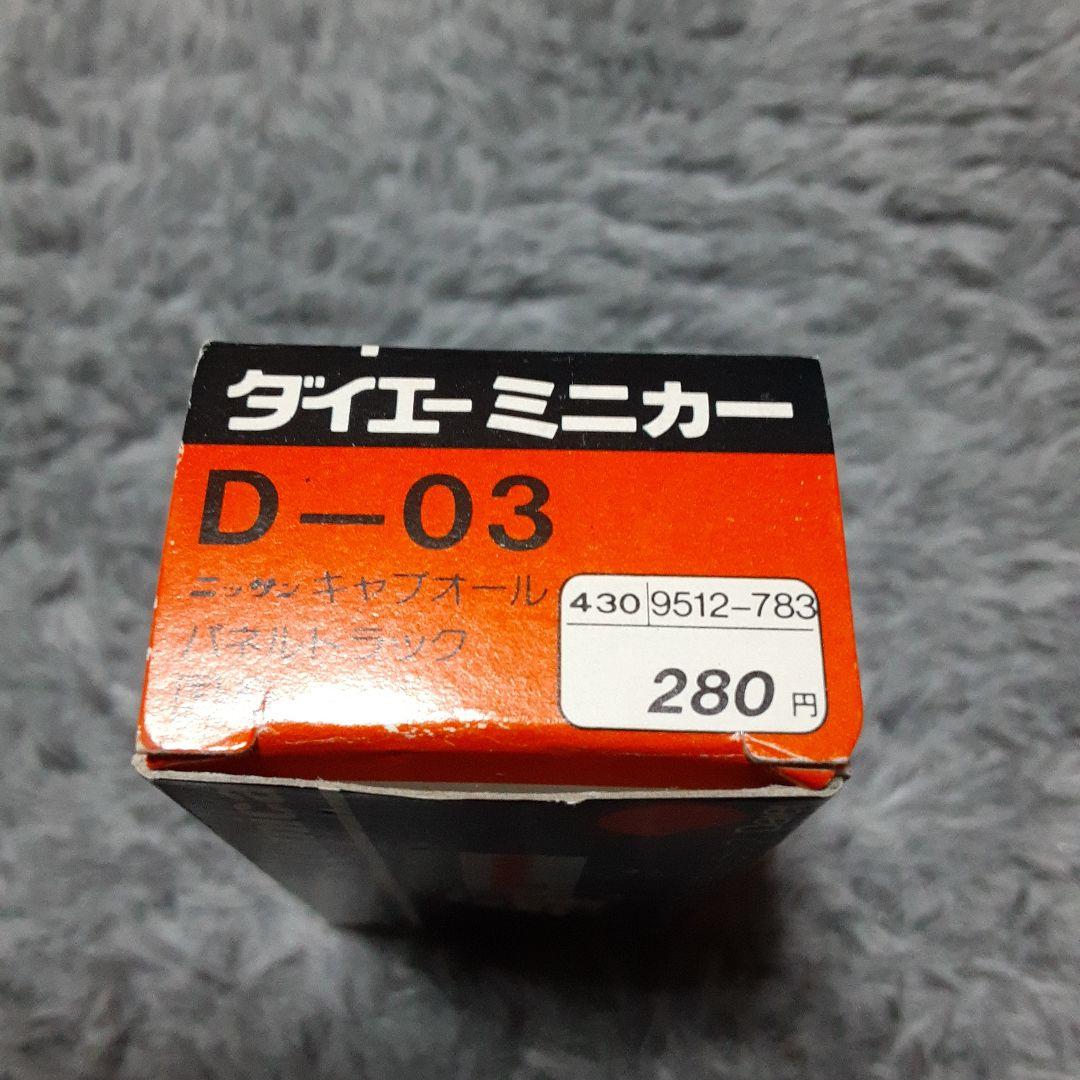 ダイエー ミニカー
D-03
ニッサン キャブオール
パネルトラック
430 9512-783
280 円